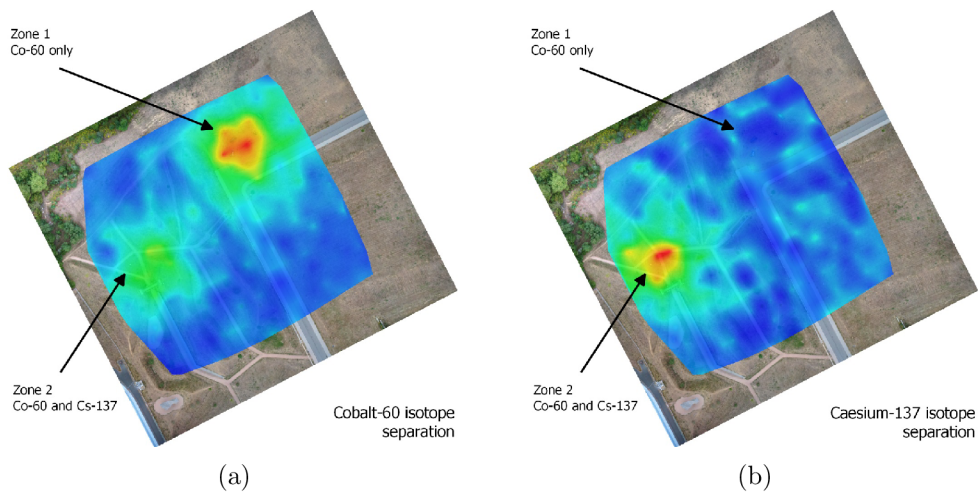 Zone 1
Co-60 only
Zone 2
Co-60 and Cs-137
Cobalt-60 isotope
separation
(a)
Zone 1
Co-60 only
Zone 2
Co-60 and Cs-137
Caesium-137 isotope
separation
(b)